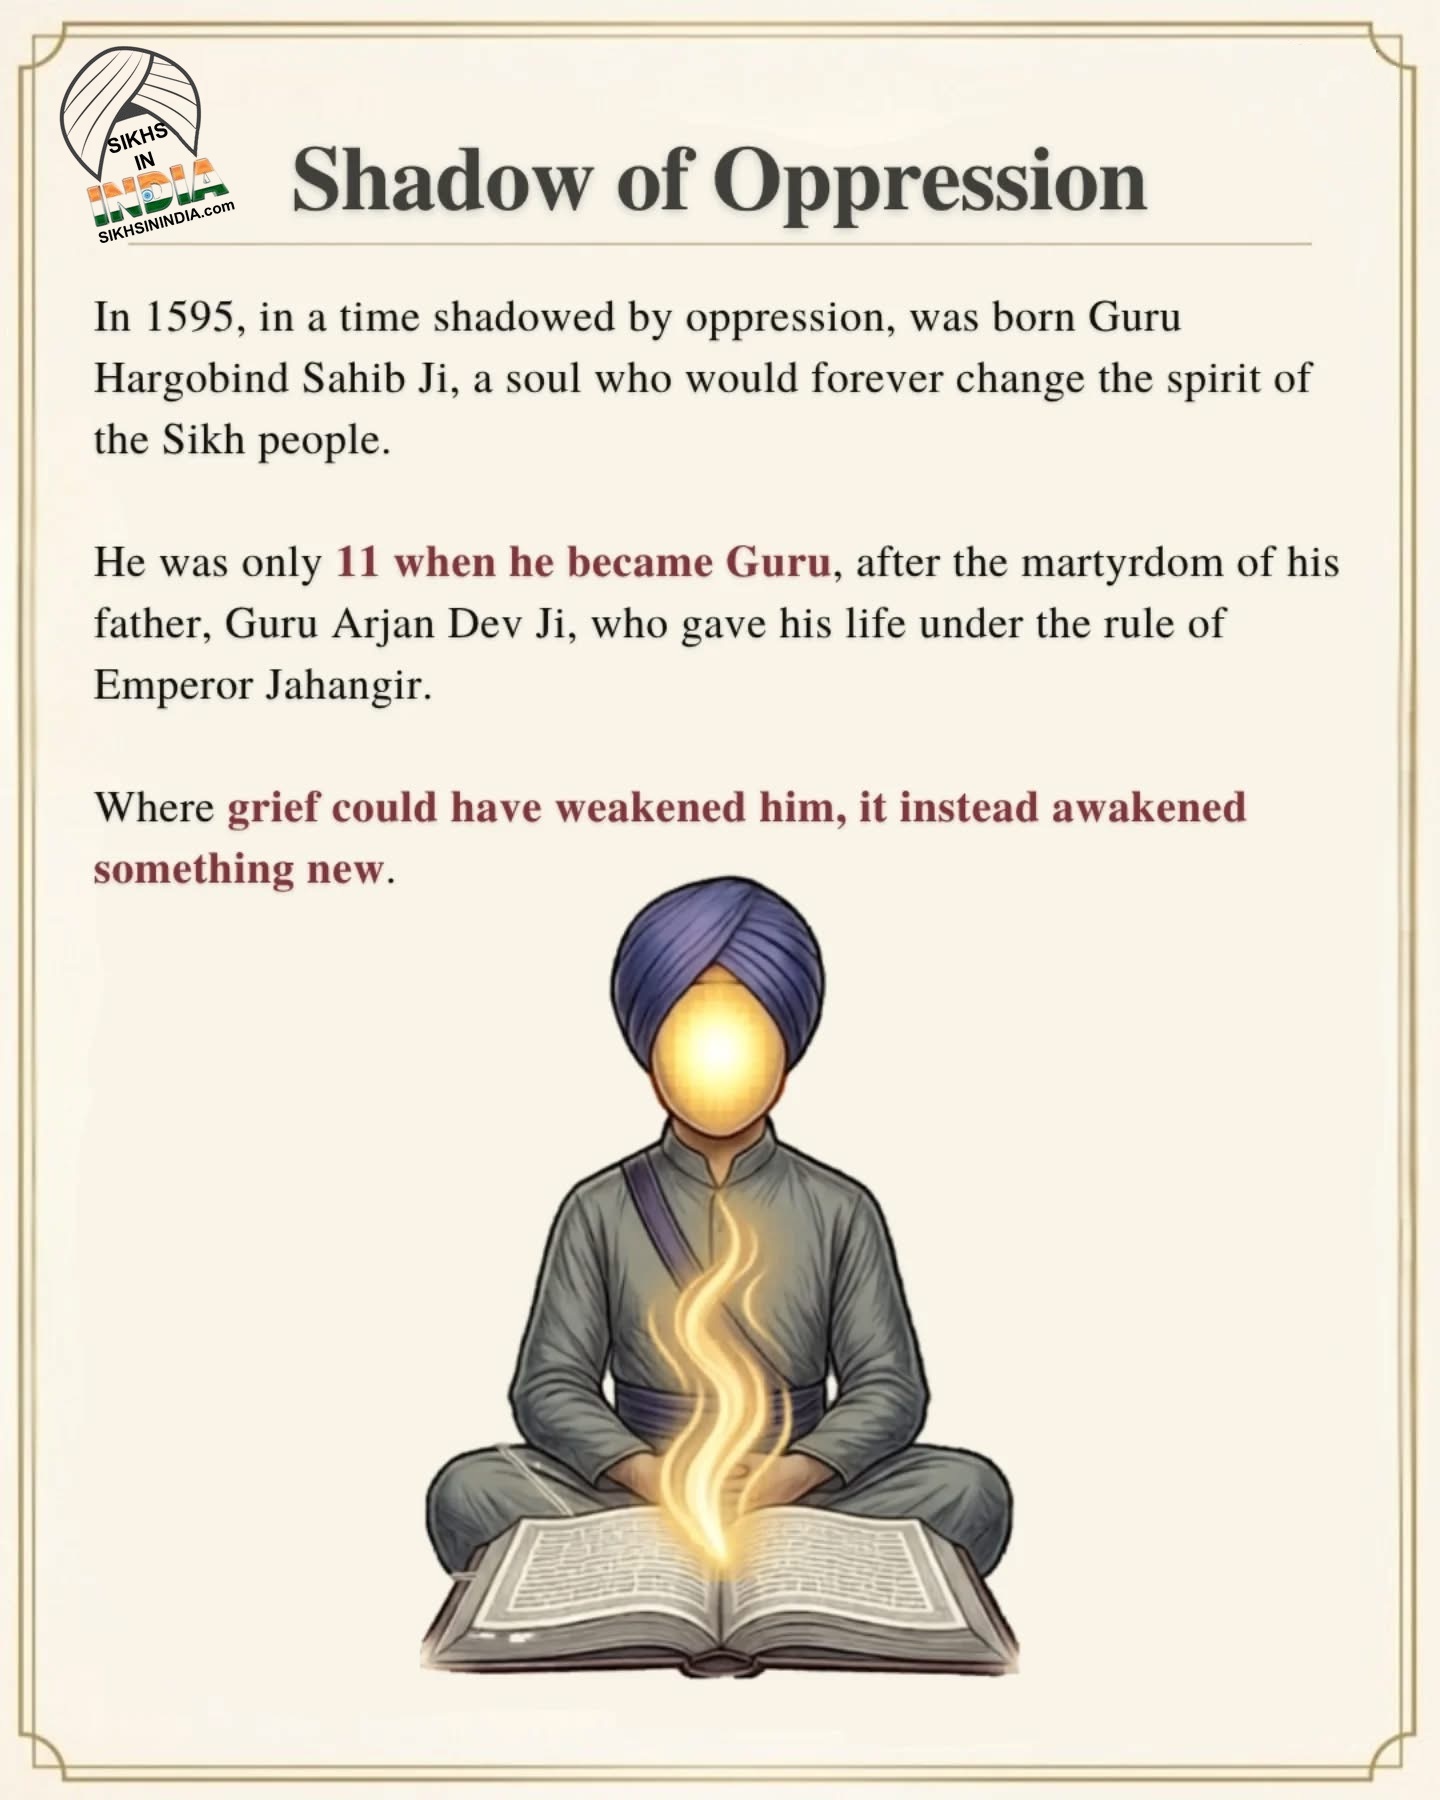 SIKHS
IN
INDIA
SIKHSININDIA.com
Shadow of Oppression
In 1595, in a time shadowed by oppression, was born Guru
Hargobind Sahib Ji, a soul who would forever change the spirit of
the Sikh people.
He was only 11 when he became Guru, after the martyrdom of his
father, Guru Arjan Dev Ji, who gave his life under the rule of
Emperor Jahangir.
Where grief could have weakened him, it instead awakened
something new.